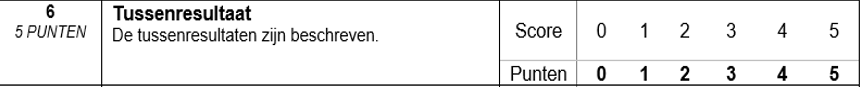 6
5 PUNTEN
Tussenresultaat
De tussenresultaten zijn beschreven.
Score 0 1 2 3 4 5
Punten 0 1 2 3 4 5